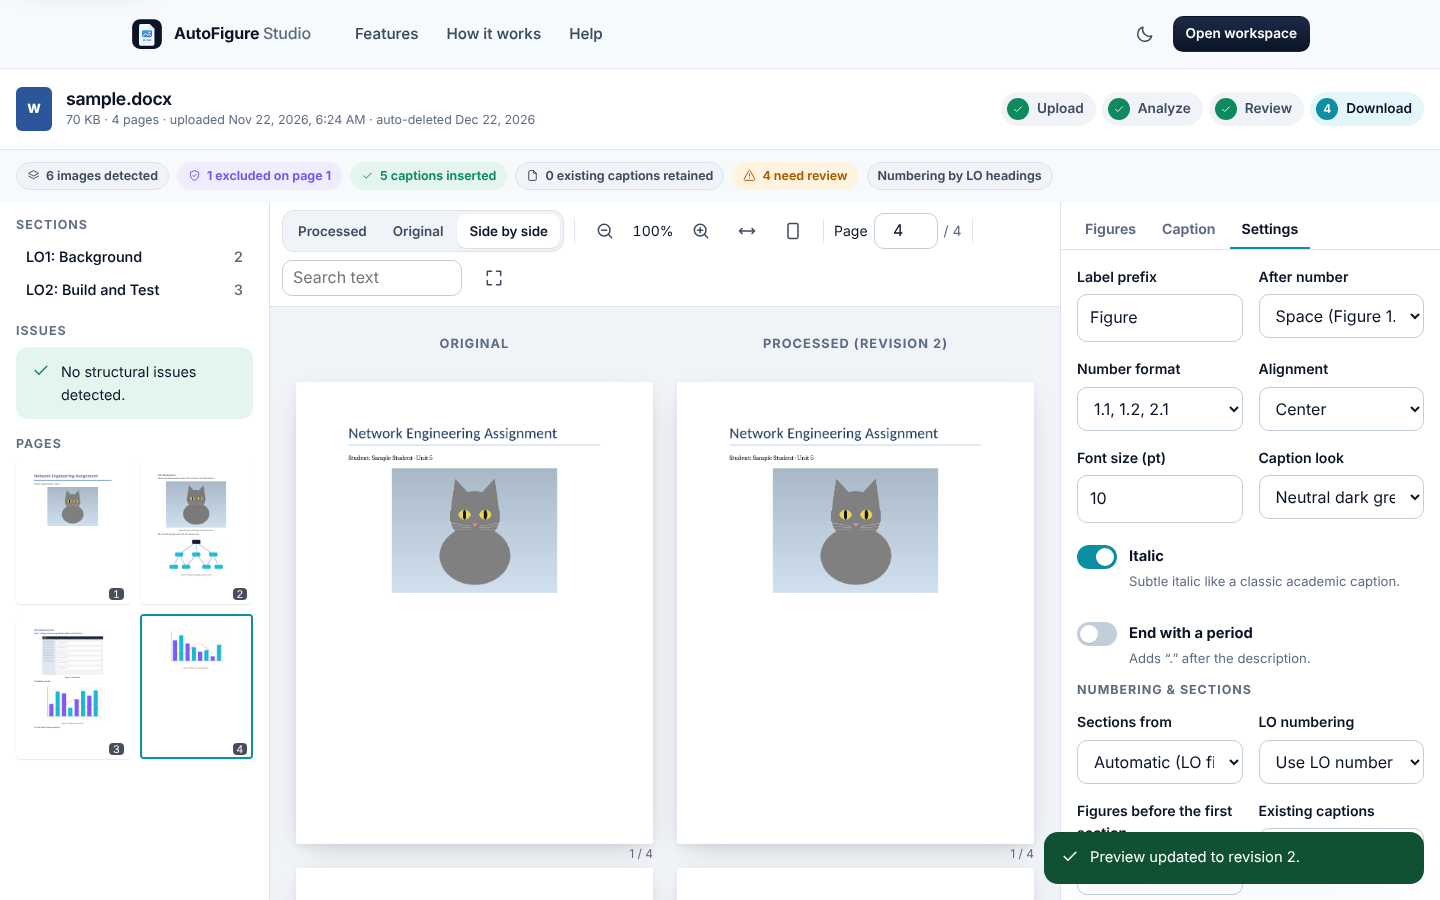 AutoFigure Studio
Features
How it works
Help
Open workspace
W
sample.docx
70 KB · 4 pages · uploaded Nov 22, 2026, 6:24 AM · auto-deleted Dec 22, 2026
Upload
Analyze
Review
4
Download
6 images detected
1 excluded on page 1
5 captions inserted
0 existing captions retained
4 need review
Numbering by LO headings
SECTIONS
LO1: Background 2
LO2: Build and Test 3
ISSUES
No structural issues
detected.
PAGES
Network Engineering Assignment
1
2
3
4
Processed
Original
Side by side
100%
Page
4
/ 4
Search text
ORIGINAL
Network Engineering Assignment
Student: Sample Student · Unit 5
1 / 4
PROCESSED (REVISION 2)
Network Engineering Assignment
Student: Sample Student · Unit 5
1 / 4
Figures
Caption
Settings
Label prefix
Figure
After number
Space (Figure 1.
Number format
1.1, 1.2, 2.1
Alignment
Center
Font size (pt)
10
Caption look
Neutral dark gre
Italic
Subtle italic like a classic academic caption.
End with a period
Adds “.” after the description.
NUMBERING & SECTIONS
Sections from
Automatic (LO fi
LO numbering
Use LO number
Figures before the first
section
Existing captions
Preview updated to revision 2.